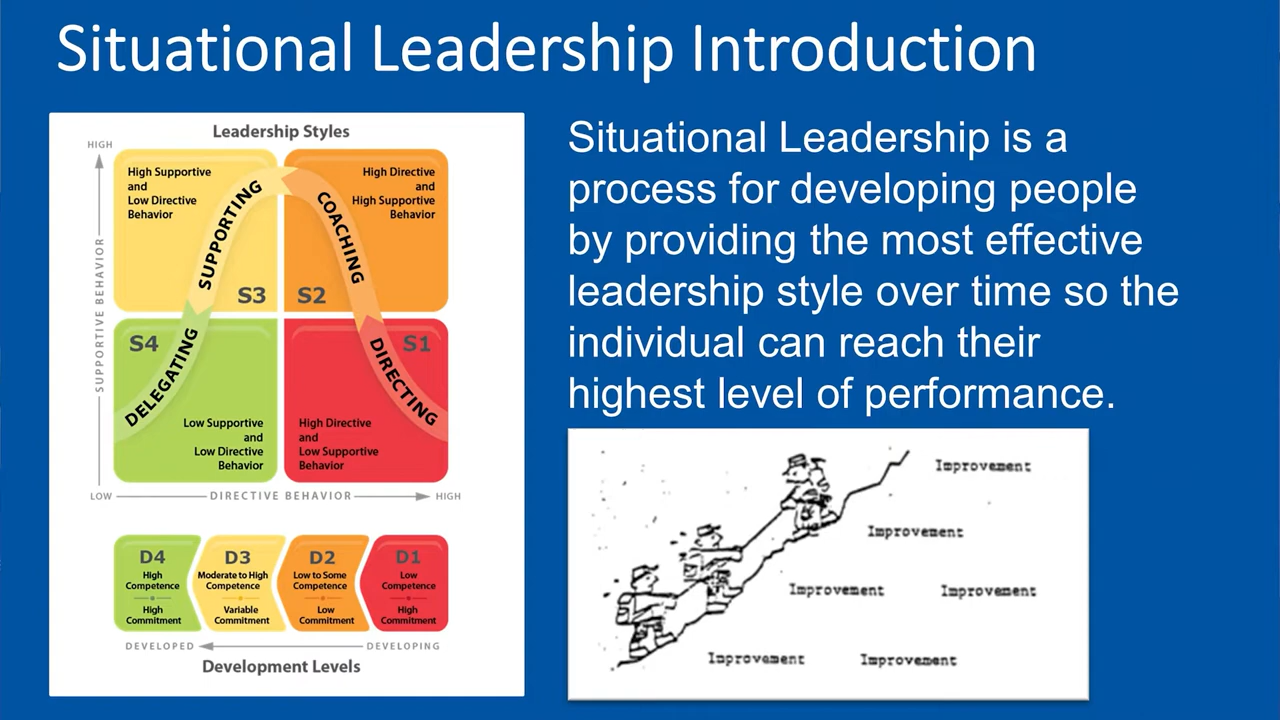 Situational Leadership Introduction
Leadership Styles
HIGH
SUPPORTIVE BEHAVIOR
High Supportive
and
Low Directive
Behavior
SUPPORTING
S3
High Directive
and
High Supportive
Behavior
COACHING
S2
S4
DELEGATING
Low Supportive
and
Low Directive
Behavior
S1
DIRECTING
High Directive
and
Low Supportive
Behavior
LOW
DIRECTIVE BEHAVIOR
HIGH
D4
High
Competence
High
Commitment
D3
Moderate to High
Competence
Variable
Commitment
D2
Low to Some
Competence
Low
Commitment
D1
Low
Competence
High
Commitment
DEVELOPED
DEVELOPING
Development Levels
Situational Leadership is a
process for developing people
by providing the most effective
leadership style over time so the
individual can reach their
highest level of performance.
Improvement
Improvement
Improvement Improvement
Improvement Improvement